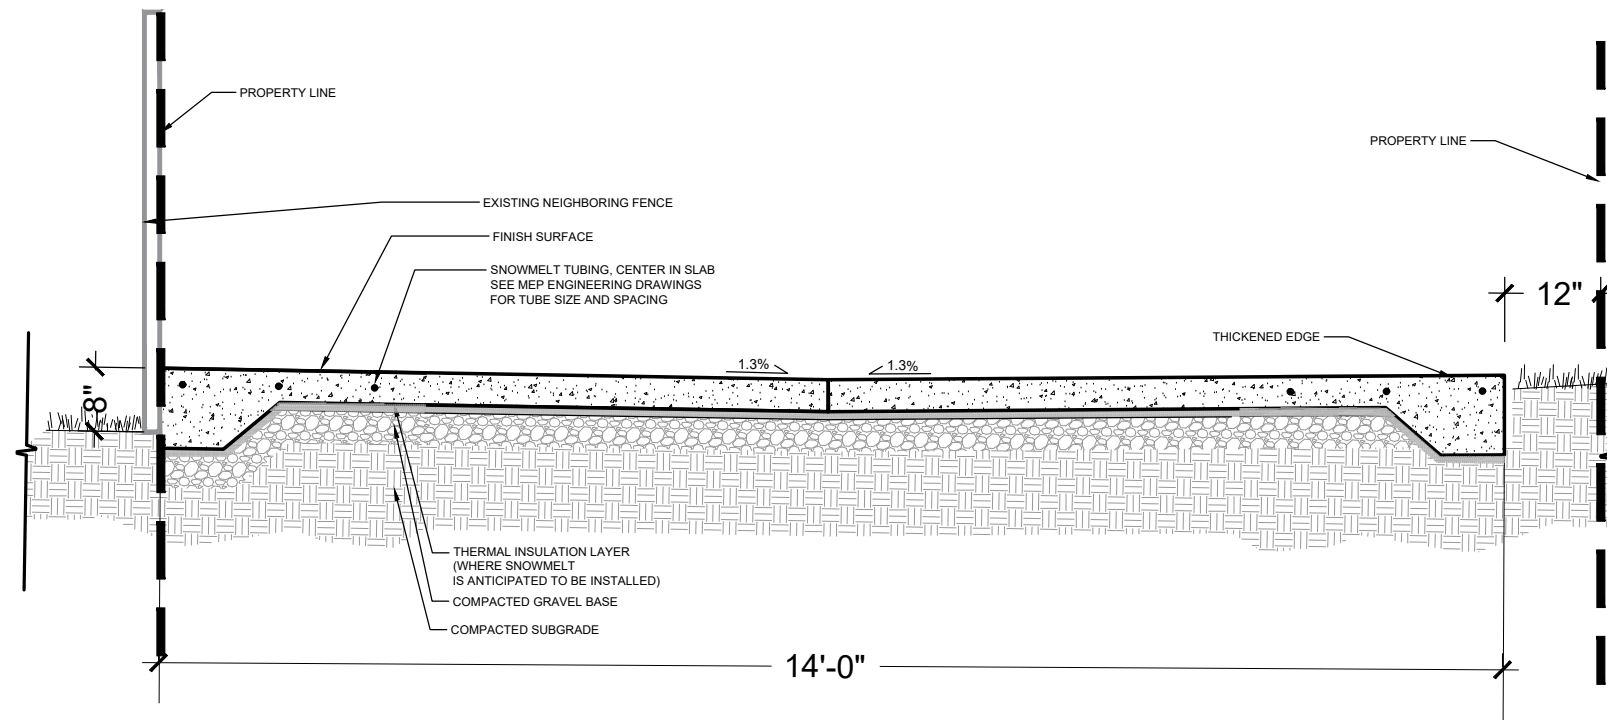 PROPERTY LINE
PROPERTY LINE
EXISTING NEIGHBORING FENCE
FINISH SURFACE
SNOWMELT TUBING, CENTER IN SLAB
SEE MEP ENGINEERING DRAWINGS
FOR TUBE SIZE AND SPACING
12"
THICKENED EDGE
1.3%
1.3%
8"
THERMAL INSULATION LAYER
(WHERE SNOWMELT
IS ANTICIPATED TO BE INSTALLED)
COMPACTED GRAVEL BASE
COMPACTED SUBGRADE
14'-0"